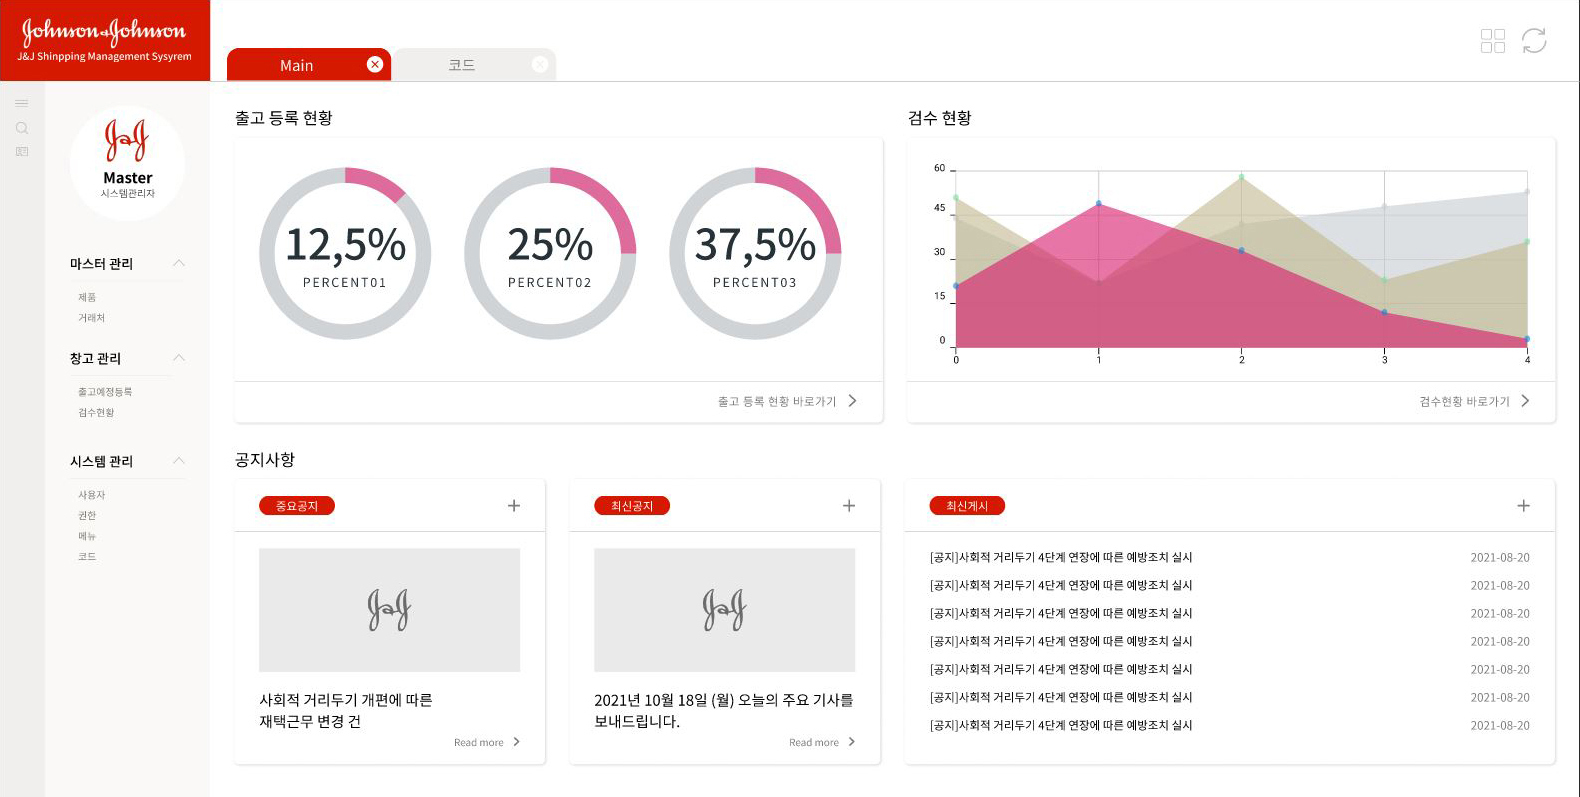 Johnson & Johnson
J&J Shinpping Management Sysyrem
Main
코드
J&J
Master
시스템관리자
마스터 관리
제품
거래처
창고 관리
출고예정등록
검수현황
시스템 관리
사용자
권한
메뉴
코드
출고 등록 현황
12,5%
PERCENT01
25%
PERCENT02
37,5%
PERCENT03
출고 등록 현황 바로가기
검수 현황
60
45
30
15
0
0 1 2 3 4
검수현황 바로가기
공지사항
중요공지
J&J
사회적 거리두기 개편에 따른
재택근무 변경 건
Read more
최신공지
J&J
2021년 10월 18일 (월) 오늘의 주요 기사를
보내드립니다.
Read more
최신게시
[공지]사회적 거리두기 4단계 연장에 따른 예방조치 실시 2021-08-20
[공지]사회적 거리두기 4단계 연장에 따른 예방조치 실시 2021-08-20
[공지]사회적 거리두기 4단계 연장에 따른 예방조치 실시 2021-08-20
[공지]사회적 거리두기 4단계 연장에 따른 예방조치 실시 2021-08-20
[공지]사회적 거리두기 4단계 연장에 따른 예방조치 실시 2021-08-20
[공지]사회적 거리두기 4단계 연장에 따른 예방조치 실시 2021-08-20
[공지]사회적 거리두기 4단계 연장에 따른 예방조치 실시 2021-08-20